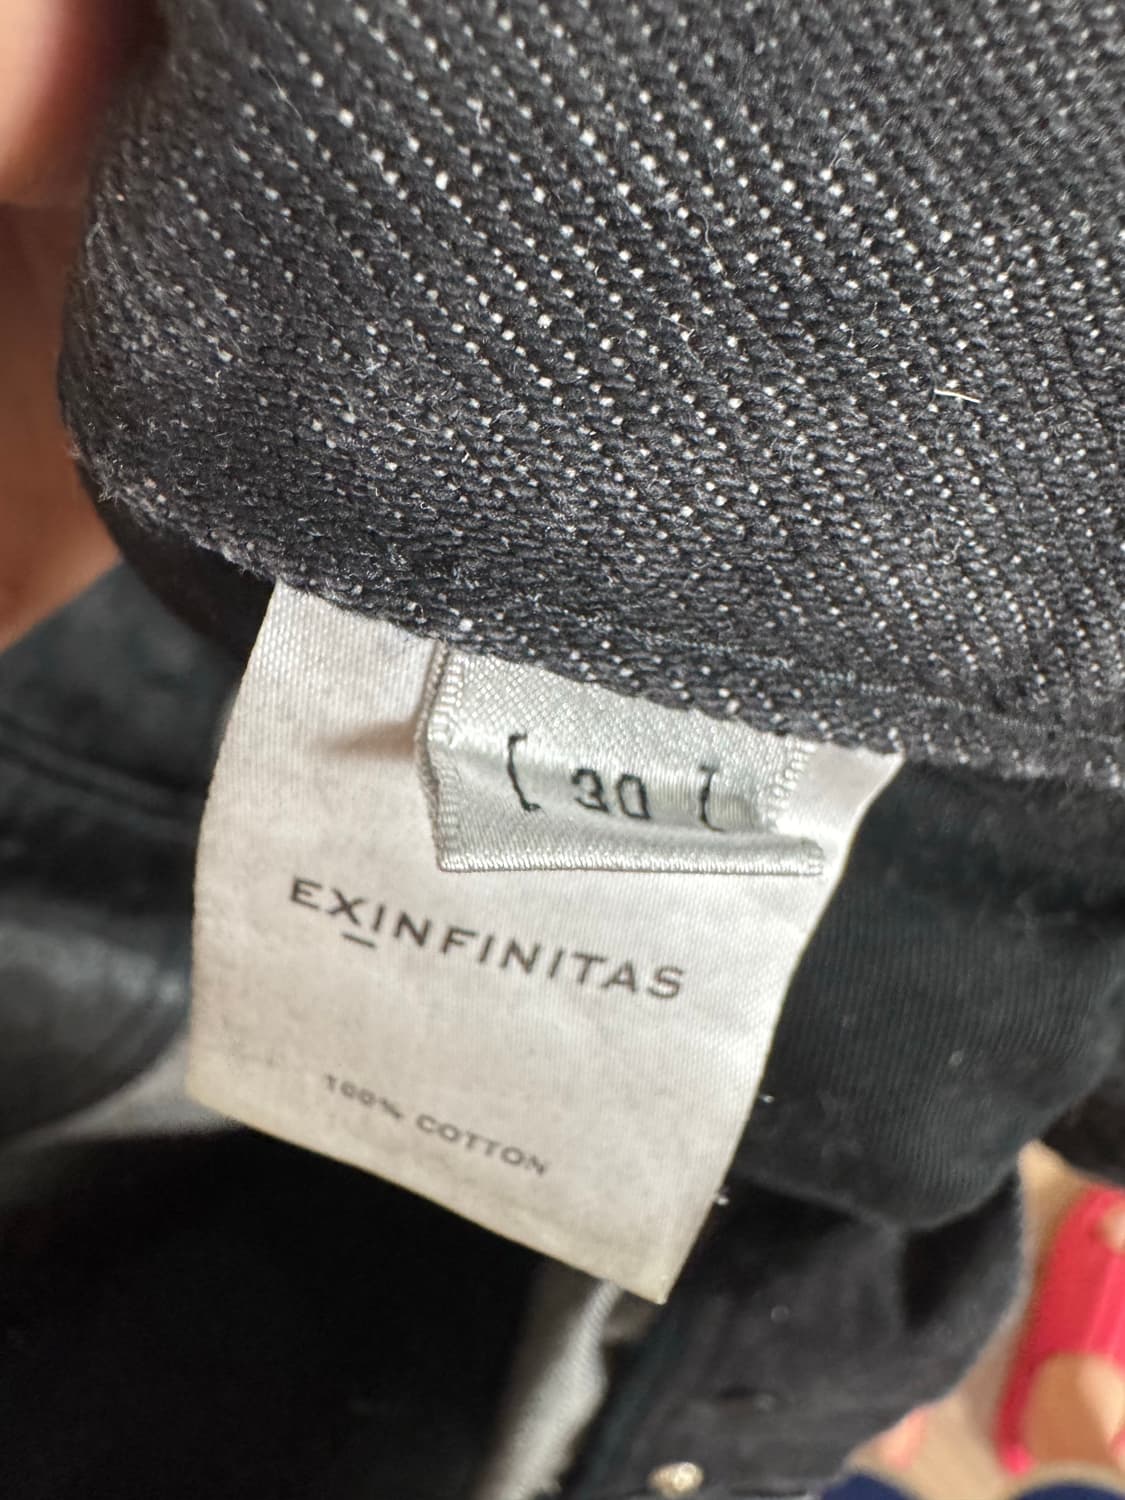 [ 30 ]
EXINFINITAS
100% COTTON